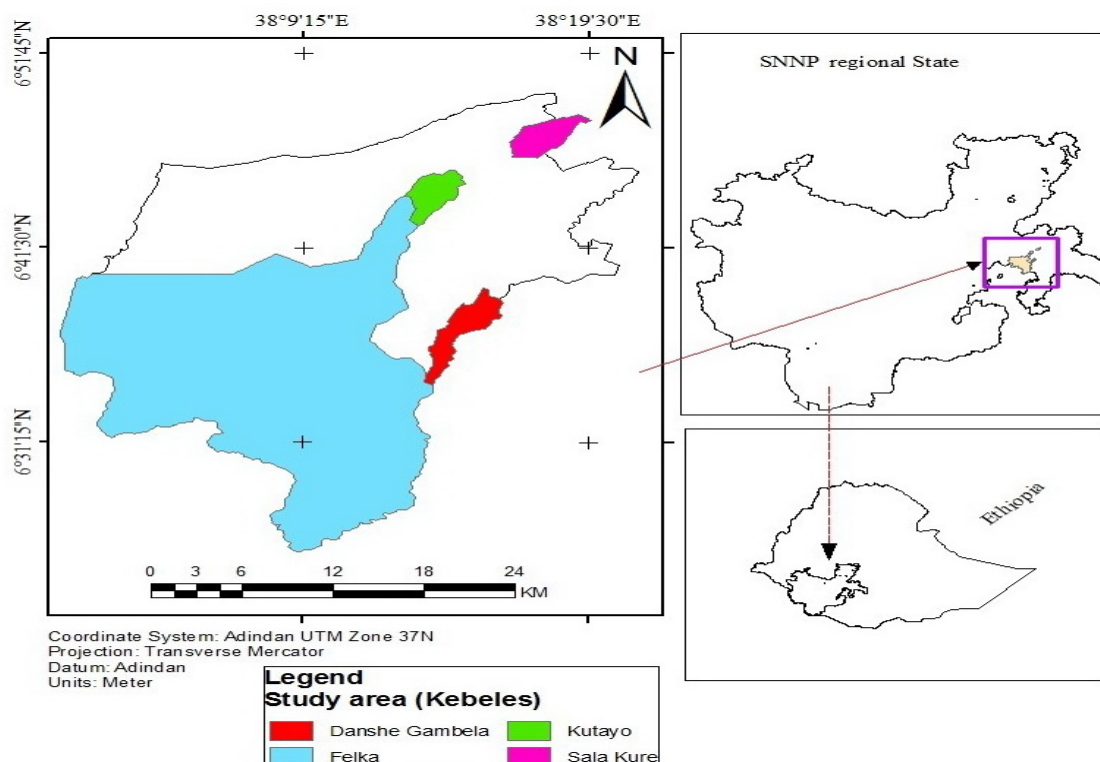 38°9'15"E 38°19'30"E
6°51'45"N
6°41'30"N
6°31'15"N
N
0 3 6 12 18 24
KM
Coordinate System: Adindan UTM Zone 37N
Projection: Transverse Mercator
Datum: Adindan
Units: Meter
Legend
Study area (Kebeles)
Danshe Gambela Kutayo
Felka Sala Kure
SNNP regional State
Ethiopia